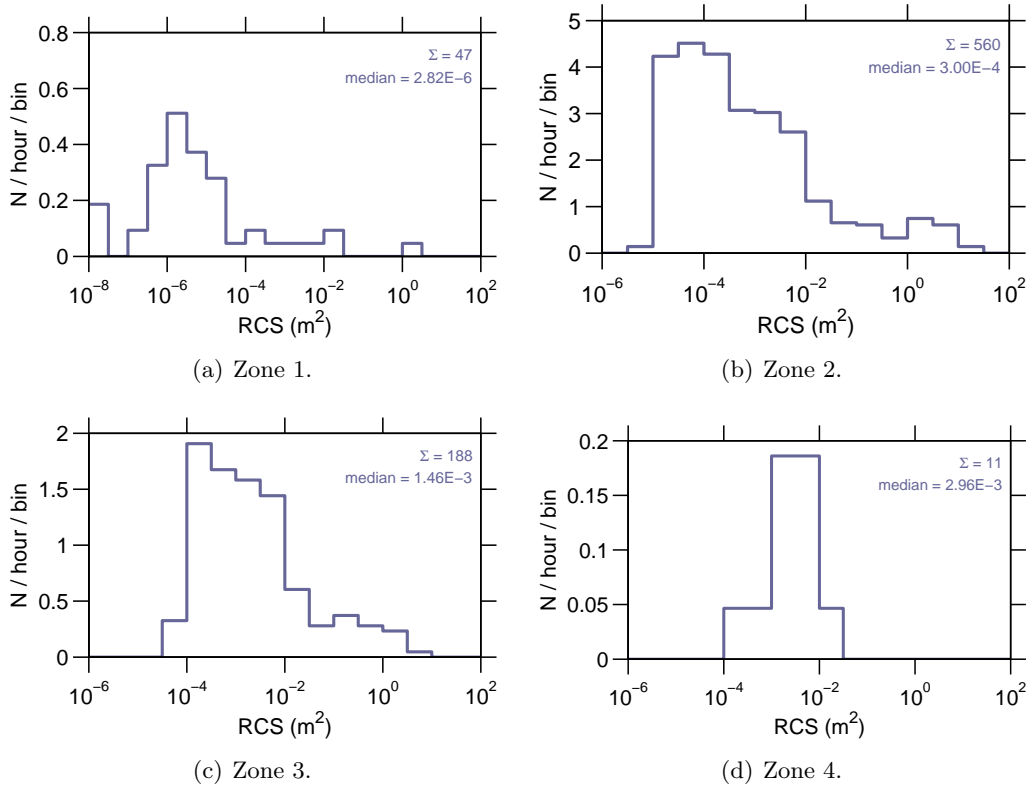 0.8
0.6
0.4
0.2
0
N / hour / bin
Σ = 47
median = 2.82E−6
10^−8 10^−6 10^−4 10^−2 10^0 10^2
RCS (m^2)
(a) Zone 1.
5
4
3
2
1
0
N / hour / bin
Σ = 560
median = 3.00E−4
10^−6 10^−4 10^−2 10^0 10^2
RCS (m^2)
(b) Zone 2.
2
1.5
1
0.5
0
N / hour / bin
Σ = 188
median = 1.46E−3
10^−6 10^−4 10^−2 10^0 10^2
RCS (m^2)
(c) Zone 3.
0.2
0.15
0.1
0.05
0
N / hour / bin
Σ = 11
median = 2.96E−3
10^−6 10^−4 10^−2 10^0 10^2
RCS (m^2)
(d) Zone 4.